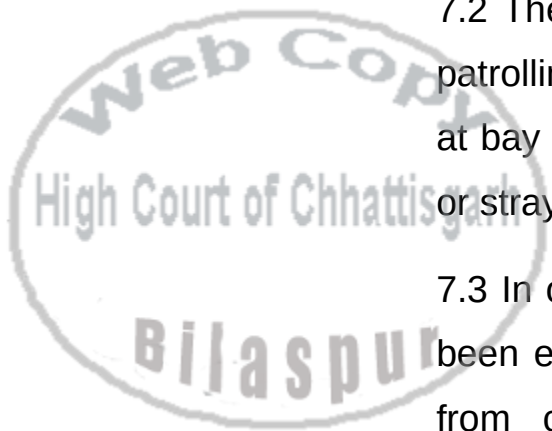 Web Copy
High Court of Chhattisgarh
Bilaspur
7.2 The
patrollin
at bay
or stray
7.3 In
been e
from